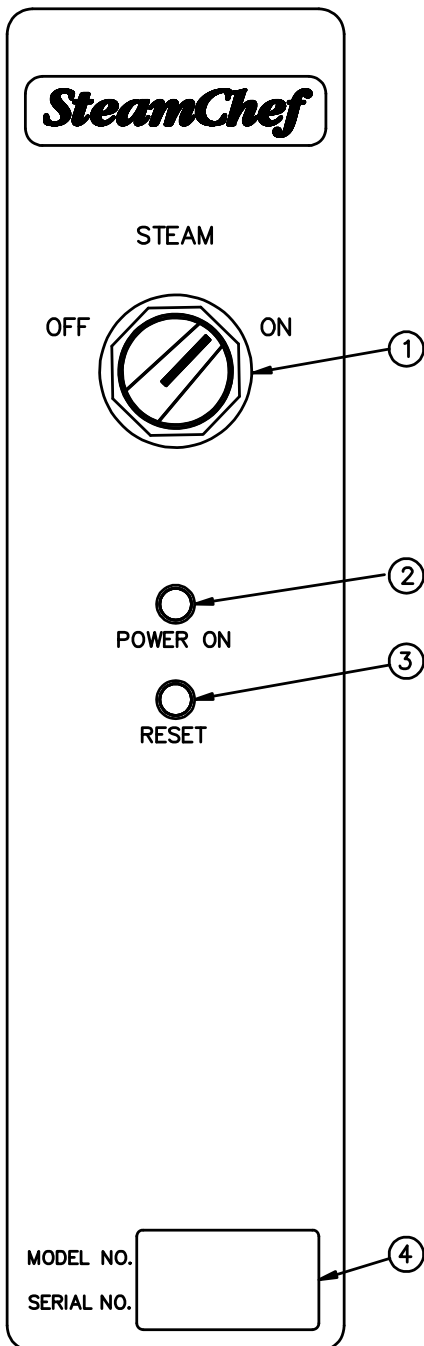 SteamChef
STEAM
OFF ON
1
2
POWER ON
3
RESET
MODEL NO.
4
SERIAL NO.